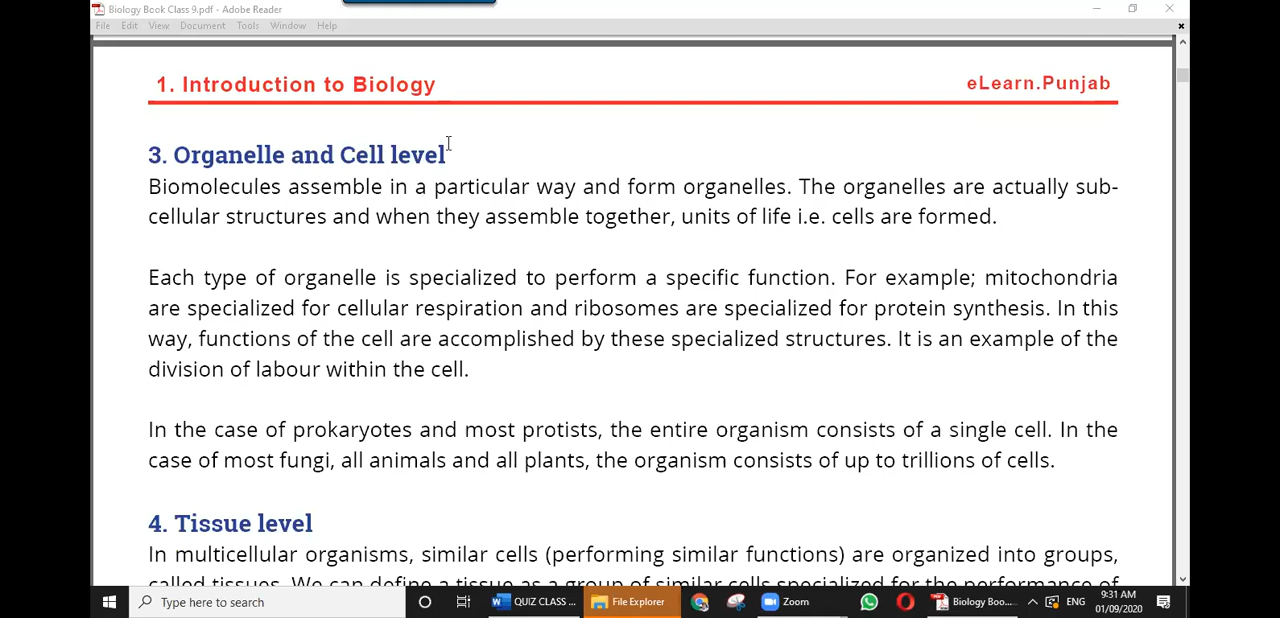 Biology Book Class 9.pdf - Adobe Reader
File Edit View Document Tools Window Help
1. Introduction to Biology eLearn.Punjab
3. Organelle and Cell level
Biomolecules assemble in a particular way and form organelles. The organelles are actually sub-
cellular structures and when they assemble together, units of life i.e. cells are formed.
Each type of organelle is specialized to perform a specific function. For example; mitochondria
are specialized for cellular respiration and ribosomes are specialized for protein synthesis. In this
way, functions of the cell are accomplished by these specialized structures. It is an example of the
division of labour within the cell.
In the case of prokaryotes and most protists, the entire organism consists of a single cell. In the
case of most fungi, all animals and all plants, the organism consists of up to trillions of cells.
4. Tissue level
In multicellular organisms, similar cells (performing similar functions) are organized into groups,
called tissues. We can define a tissue as a group of similar cells specialized for the performance of
Type here to search QUIZ CLASS ... File Explorer Zoom Biology Boo... ENG 9:31 AM
01/09/2020